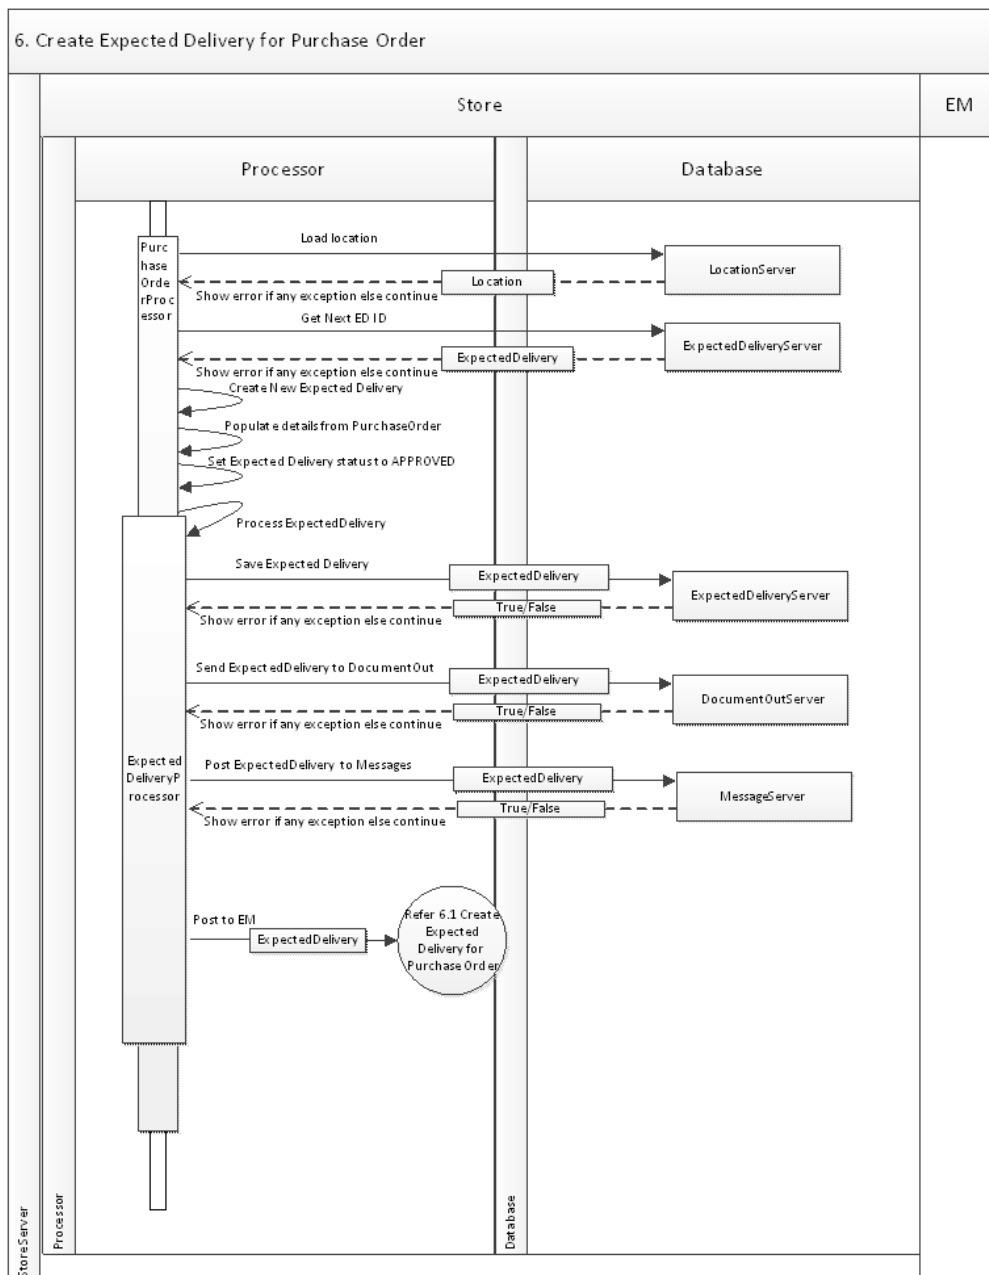 6. Create Expected Delivery for Purchase Order
Store
EM
Processor
Database
Purc
hase
Orde
rProc
essor
Load location
LocationServer
Location
Show error if any exception else continue
Get Next ED ID
ExpectedDeliveryServer
ExpectedDelivery
Show error if any exception else continue
Create New Expected Delivery
Populate details from PurchaseOrder
Set Expected Delivery status to APPROVED
Process ExpectedDelivery
Save Expected Delivery
ExpectedDelivery
ExpectedDeliveryServer
True/False
Show error if any exception else continue
Send ExpectedDelivery to DocumentOut
ExpectedDelivery
DocumentOutServer
True/False
Show error if any exception else continue
Expected
DeliveryP
rocessor
Post ExpectedDelivery to Messages
ExpectedDelivery
MessageServer
True/False
Show error if any exception else continue
Post to EM
ExpectedDelivery
Refer 6.1 Create
Expected
Delivery for
Purchase Order
StoreServer
Processor
Database